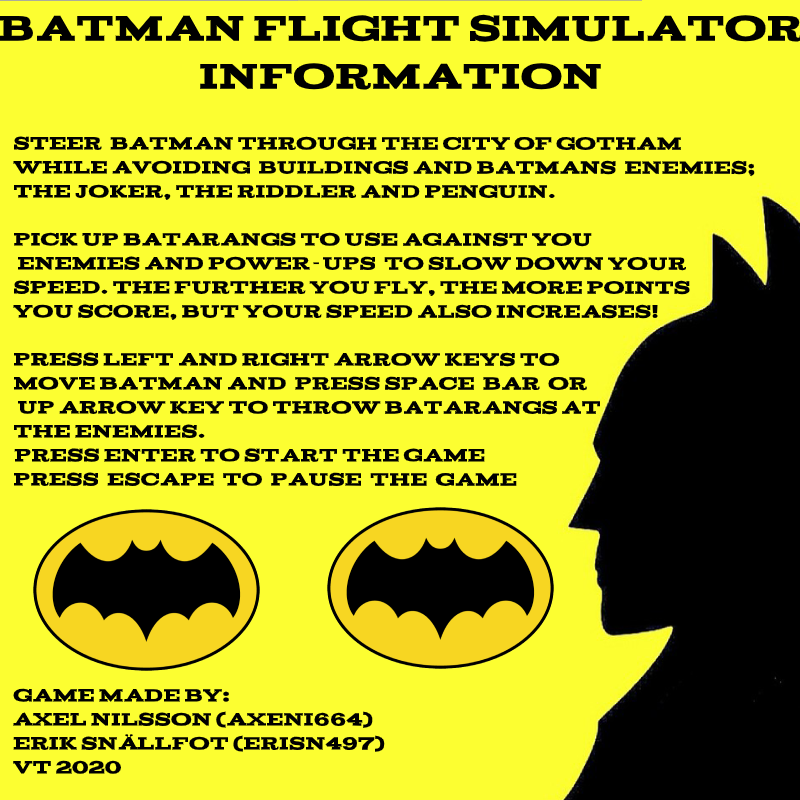 BATMAN FLIGHT SIMULATOR
INFORMATION
STEER BATMAN THROUGH THE CITY OF GOTHAM
WHILE AVOIDING BUILDINGS AND BATMANS ENEMIES;
THE JOKER, THE RIDDLER AND PENGUIN.
PICK UP BATARANGS TO USE AGAINST YOU
ENEMIES AND POWER-UPS TO SLOW DOWN YOUR
SPEED. THE FURTHER YOU FLY, THE MORE POINTS
YOU SCORE, BUT YOUR SPEED ALSO INCREASES!
PRESS LEFT AND RIGHT ARROW KEYS TO
MOVE BATMAN AND PRESS SPACE BAR OR
UP ARROW KEY TO THROW BATARANGS AT
THE ENEMIES.
PRESS ENTER TO START THE GAME
PRESS ESCAPE TO PAUSE THE GAME
GAME MADE BY:
AXEL NILSSON (AXENI664)
ERIK SNÄLLFOT (ERISN497)
VT 2020